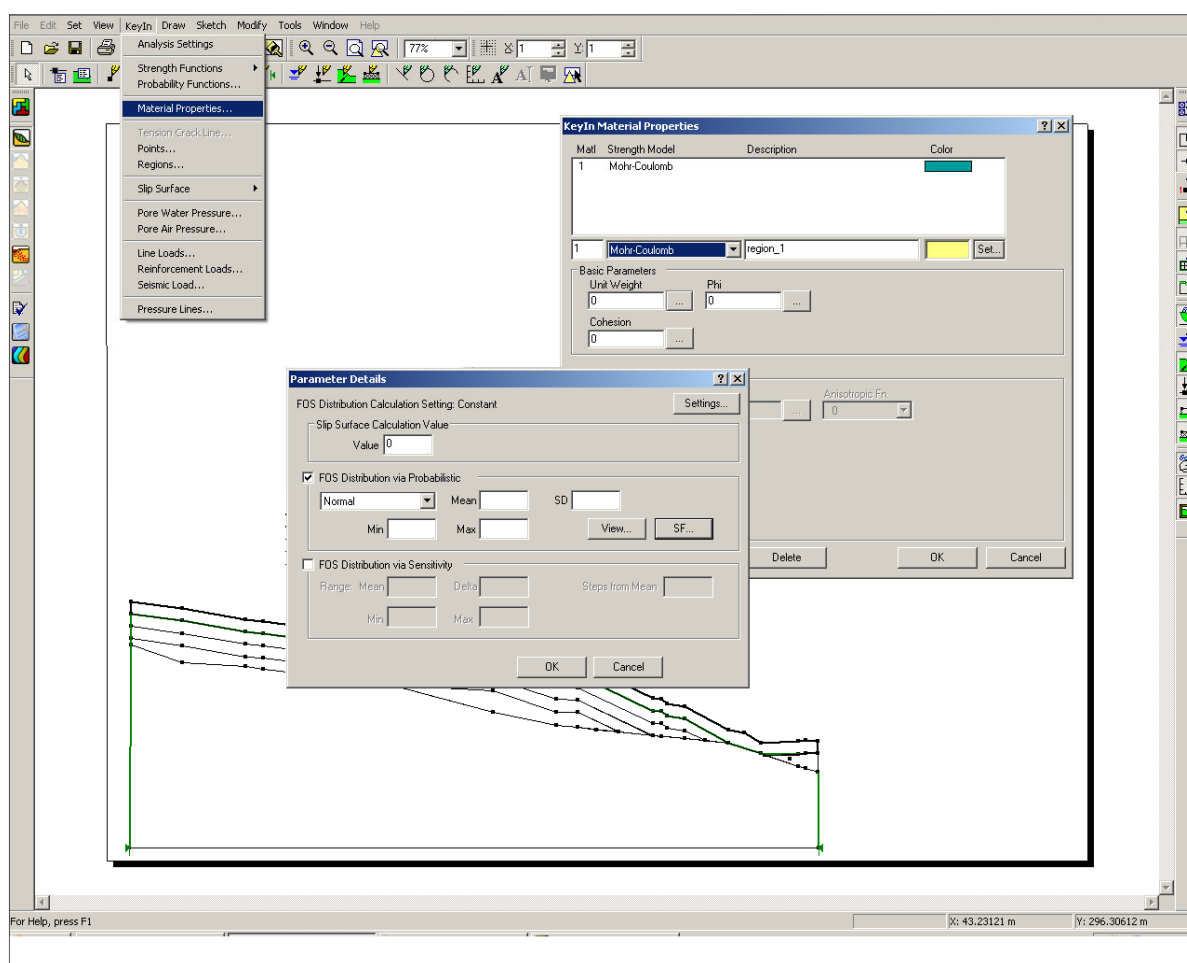 File Edit Set View KeyIn Draw Sketch Modify Tools Window Help
77% X: 1 Y: 1
Analysis Settings
Strength Functions
Probability Functions...
Material Properties...
Tension Crack Line...
Points...
Regions...
Slip Surface
Pore Water Pressure...
Pore Air Pressure...
Line Loads...
Reinforcement Loads...
Seismic Load...
Pressure Lines...
KeyIn Material Properties
Matl Strength Model Description Color
1 Mohr-Coulomb
1 Mohr-Coulomb region_1 Set...
Basic Parameters
Unit Weight Phi
0 ... 0 ...
Cohesion
0 ...
Anisotropic Fn.
... 0
Delete OK Cancel
Parameter Details
FOS Distribution Calculation Setting: Constant Settings...
Slip Surface Calculation Value
Value 0
FOS Distribution via Probabilistic
Normal Mean SD
Min Max View... SF...
FOS Distribution via Sensitivity
Range: Mean Delta Steps from Mean
Min Max
OK Cancel
For Help, press F1 X: 43.23121 m Y: 296.30612 m